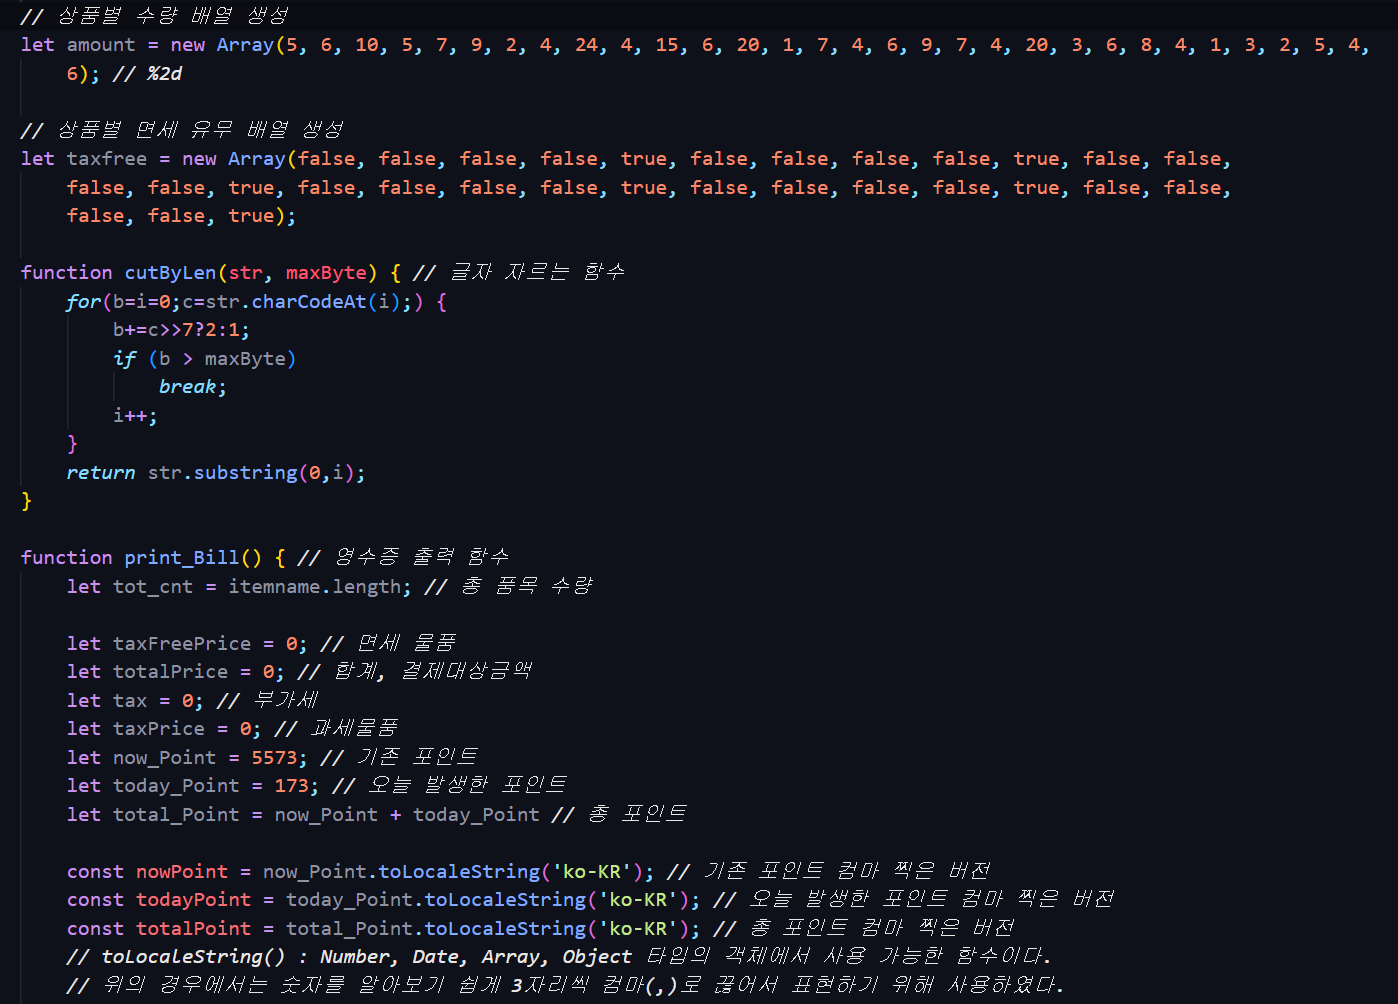 // 상품별 수량 배열 생성
let amount = new Array(5, 6, 10, 5, 7, 9, 2, 4, 24, 4, 15, 6, 20, 1, 7, 4, 6, 9, 7, 4, 20, 3, 6, 8, 4, 1, 3, 2, 5, 4,
6); // %2d
// 상품별 면세 유무 배열 생성
let taxfree = new Array(false, false, false, false, true, false, false, false, false, true, false, false,
false, false, true, false, false, false, false, true, false, false, false, false, true, false, false,
false, false, true);
function cutByLen(str, maxByte) { // 글자 자르는 함수
for(b=i=0;c=str.charCodeAt(i);) {
b+=c>>7?2:1;
if (b > maxByte)
break;
i++;
}
return str.substring(0,i);
}
function print_Bill() { // 영수증 출력 함수
let tot_cnt = itemname.length; // 총 품목 수량
let taxFreePrice = 0; // 면세 물품
let totalPrice = 0; // 합계, 결제대상금액
let tax = 0; // 부가세
let taxPrice = 0; // 과세물품
let now_Point = 5573; // 기존 포인트
let today_Point = 173; // 오늘 발생한 포인트
let total_Point = now_Point + today_Point // 총 포인트
const nowPoint = now_Point.toLocaleString('ko-KR'); // 기존 포인트 컴마 찍은 버전
const todayPoint = today_Point.toLocaleString('ko-KR'); // 오늘 발생한 포인트 컴마 찍은 버전
const totalPoint = total_Point.toLocaleString('ko-KR'); // 총 포인트 컴마 찍은 버전
// toLocaleString() : Number, Date, Array, Object 타입의 객체에서 사용 가능한 함수이다.
// 위의 경우에서는 숫자를 알아보기 쉽게 3자리씩 컴마(,)로 끊어서 표현하기 위해 사용하였다.